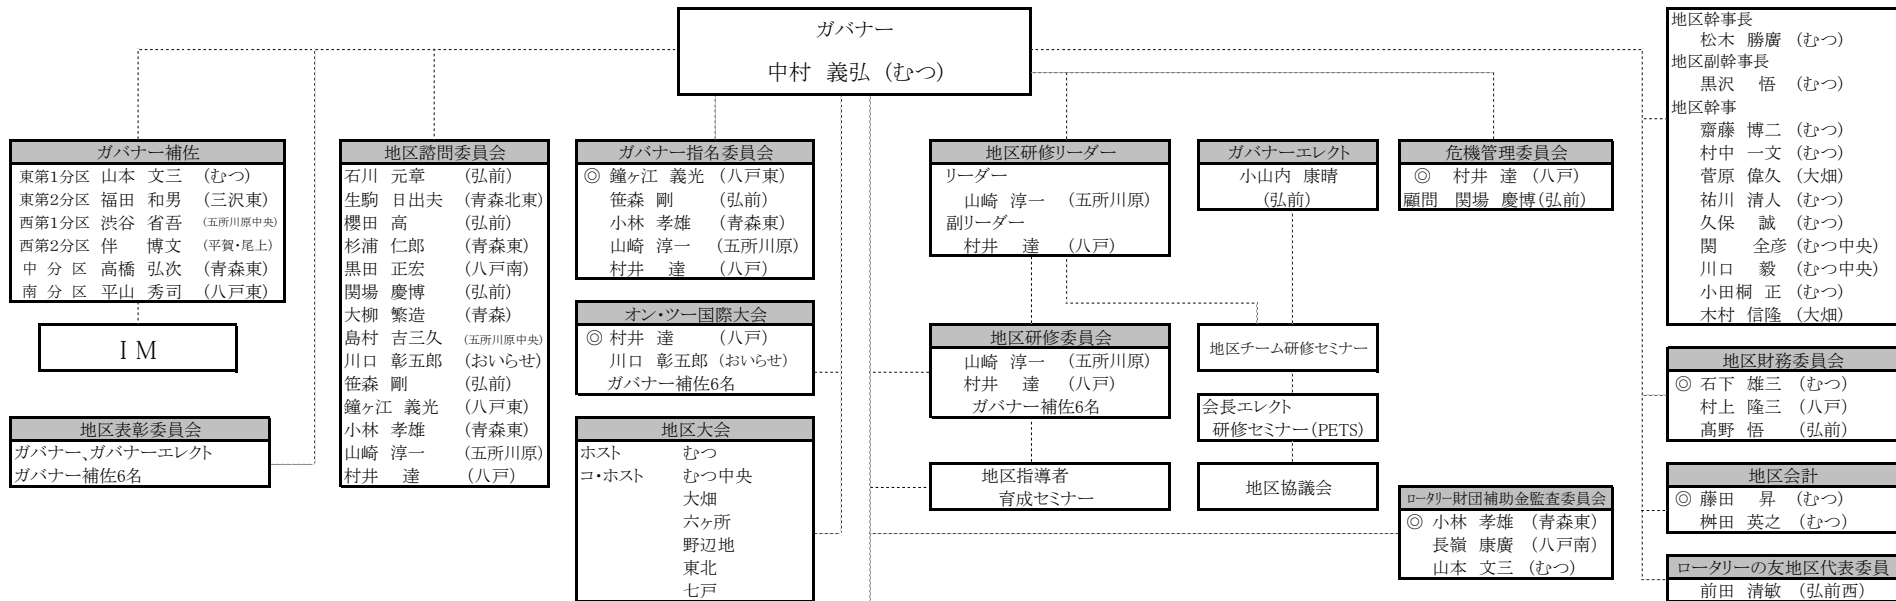 ガバナー
中村 義弘 (むつ)
ガバナー補佐
東第1分区 山本 文三 (むつ)
東第2分区 福田 和男 (三沢東)
西第1分区 渋谷 省吾 (五所川原中央)
西第2分区 伴 博文 (平賀・尾上)
中 分 区 高橋 弘次 (青森東)
南 分 区 平山 秀司 (八戸東)
I M
地区表彰委員会
ガバナー、ガバナーエレクト
ガバナー補佐6名
地区諮問委員会
石川 元章 (弘前)
生駒 日出夫 (青森北東)
櫻田 高 (弘前)
杉浦 仁郎 (青森東)
黒田 正宏 (八戸南)
関場 慶博 (弘前)
大柳 繁造 (青森)
島村 吉三久 (五所川原中央)
川口 彰五郎 (おいらせ)
笹森 剛 (弘前)
鐘ヶ江 義光 (八戸東)
小林 孝雄 (青森東)
山崎 淳一 (五所川原)
村井 達 (八戸)
ガバナー指名委員会
◎ 鐘ヶ江 義光 (八戸東)
笹森 剛 (弘前)
小林 孝雄 (青森東)
山崎 淳一 (五所川原)
村井 達 (八戸)
オン・ツー国際大会
◎ 村井 達 (八戸)
川口 彰五郎 (おいらせ)
ガバナー補佐6名
地区大会
ホスト むつ
コ・ホスト むつ中央
大畑
六ヶ所
野辺地
東北
七戸
地区研修リーダー
リーダー
山崎 淳一 (五所川原)
副リーダー
村井 達 (八戸)
地区研修委員会
山崎 淳一 (五所川原)
村井 達 (八戸)
ガバナー補佐6名
地区指導者
育成セミナー
ガバナーエレクト
小山内 康晴
(弘前)
地区チーム研修セミナー
会長エレクト
研修セミナー(PETS)
地区協議会
危機管理委員会
◎ 村井 達 (八戸)
顧問 関場 慶博(弘前)
ロータリー財団補助金監査委員会
◎ 小林 孝雄 (青森東)
長嶺 康廣 (八戸南)
山本 文三 (むつ)
地区幹事長
松木 勝廣 (むつ)
地区副幹事長
黒沢 悟 (むつ)
地区幹事
齋藤 博二 (むつ)
村中 一文 (むつ)
菅原 偉久 (大畑)
祐川 清人 (むつ)
久保 誠 (むつ)
関 全彦 (むつ中央)
川口 毅 (むつ中央)
小田桐 正 (むつ)
木村 信隆 (大畑)
地区財務委員会
◎ 石下 雄三 (むつ)
村上 隆三 (八戸)
髙野 悟 (弘前)
地区会計
◎ 藤田 昇 (むつ)
桝田 英之 (むつ)
ロータリーの友地区代表委員
前田 清敏 (弘前西)